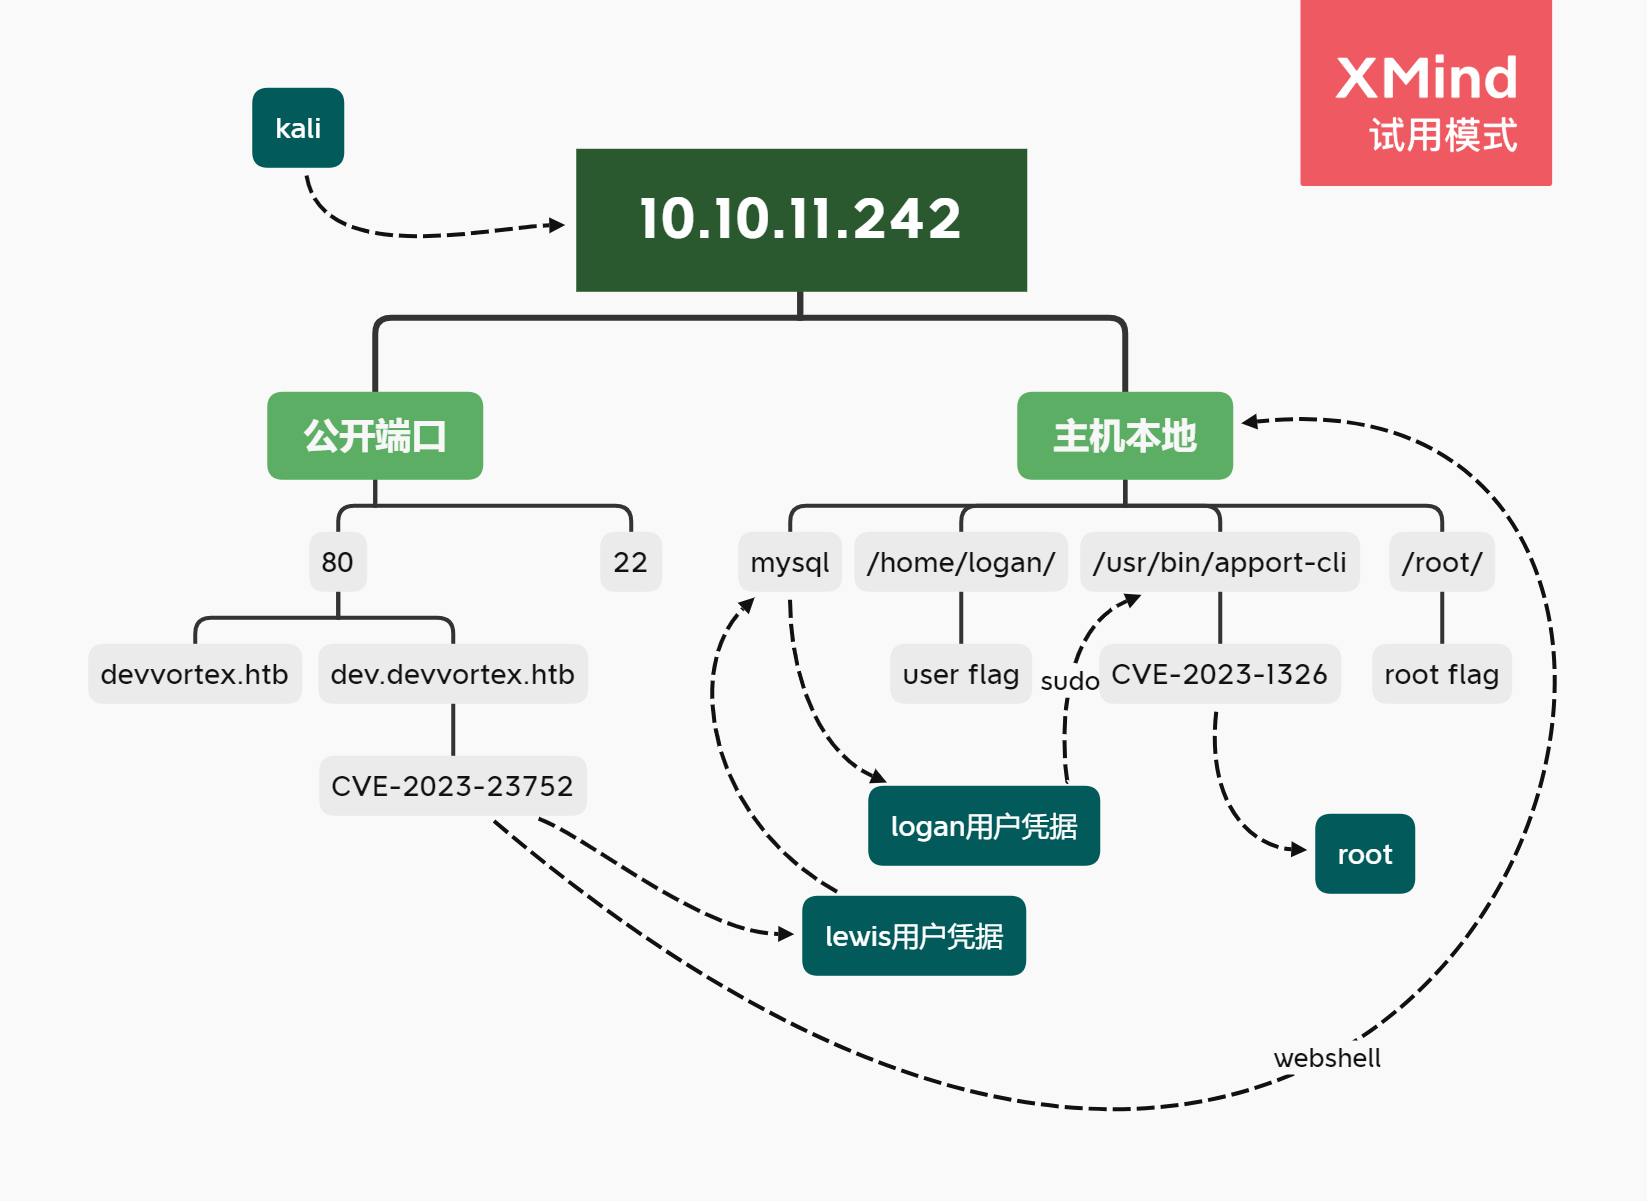 XMind
试用模式
kali
10.10.11.242
公开端口
主机本地
80
22
mysql
/home/logan/
/usr/bin/apport-cli
/root/
devvortex.htb
dev.devvortex.htb
user flag
sudo
CVE-2023-1326
root flag
CVE-2023-23752
logan用户凭据
root
lewis用户凭据
webshell